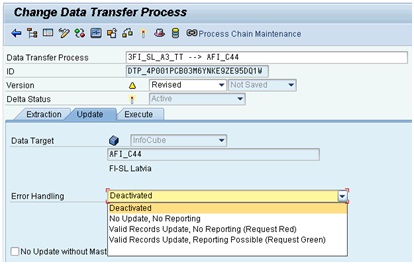 Change Data Transfer Process
Process Chain Maintenance
Data Transfer Process 3FI_SL_A3_TT --> AFI_C44
ID DTP_4P001PCB03M6YNKE9ZE95DQ1W
Version Revised Not Saved
Delta Status Active
Extraction Update Execute
Data Target InfoCube
AFI_C44
FI-SL Latvia
Error Handling Deactivated
Deactivated
No Update, No Reporting
Valid Records Update, No Reporting (Request Red)
Valid Records Update, Reporting Possible (Request Green)
No Update without Mast